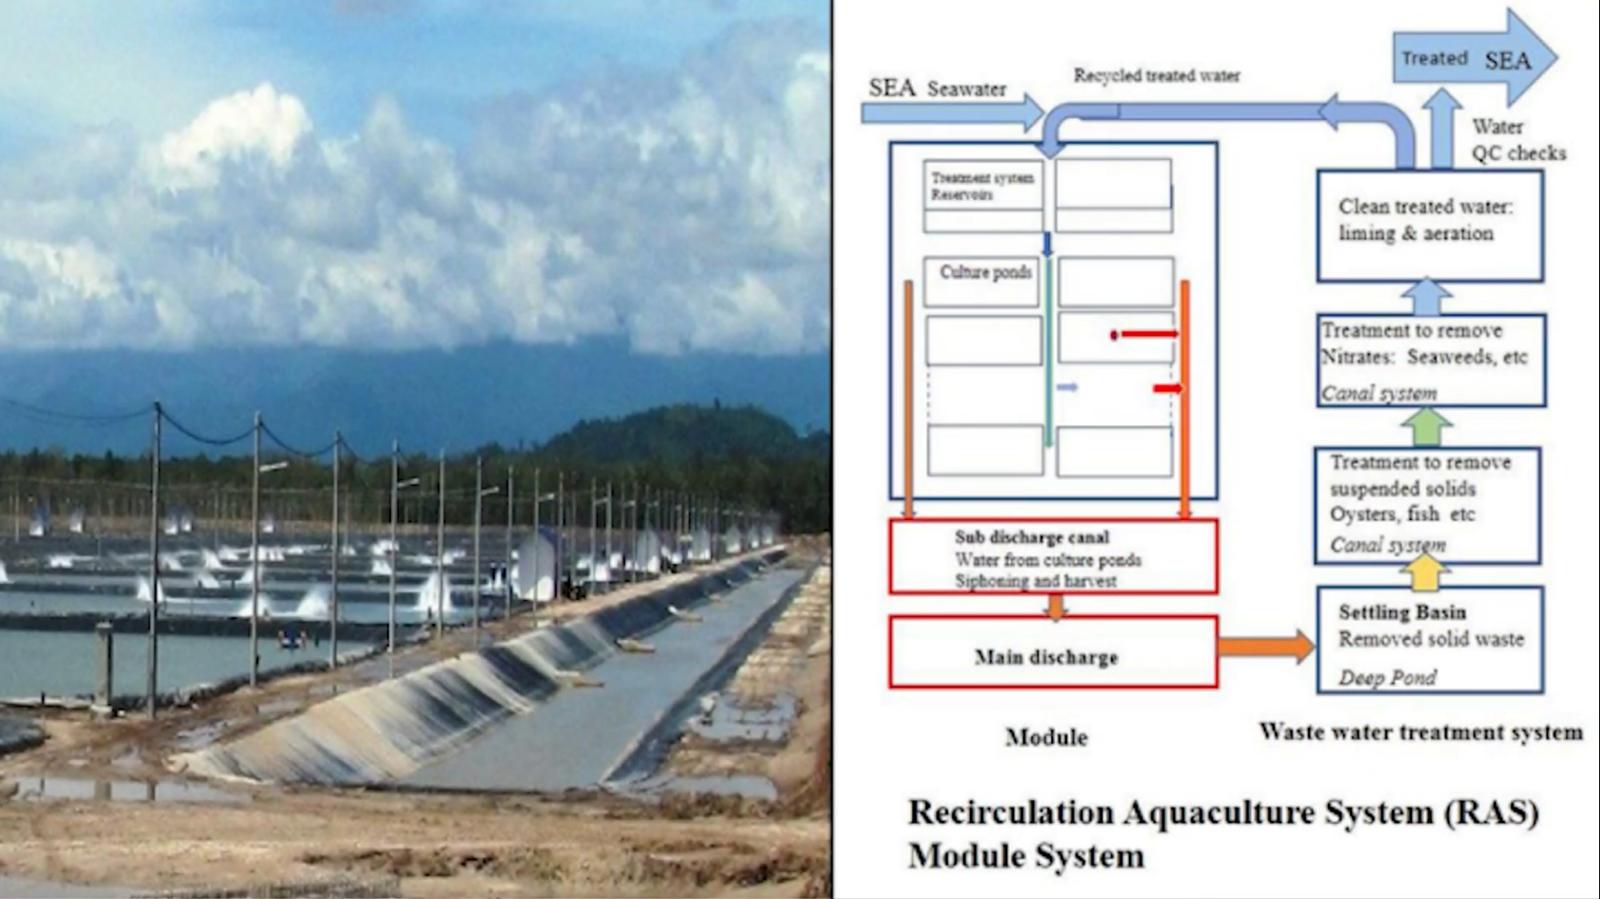 SEA Seawater
Recycled treated water
Treated SEA
Water
QC checks
Treatment system
Reservoirs
Culture ponds
Sub discharge canal
Water from culture ponds
Siphoning and harvest
Main discharge
Module
Clean treated water:
liming & aeration
Treatment to remove
Nitrates: Seaweeds, etc
Canal system
Treatment to remove
suspended solids
Oysters, fish etc
Canal system
Settling Basin
Removed solid waste
Deep Pond
Waste water treatment system
Recirculation Aquaculture System (RAS)
Module System